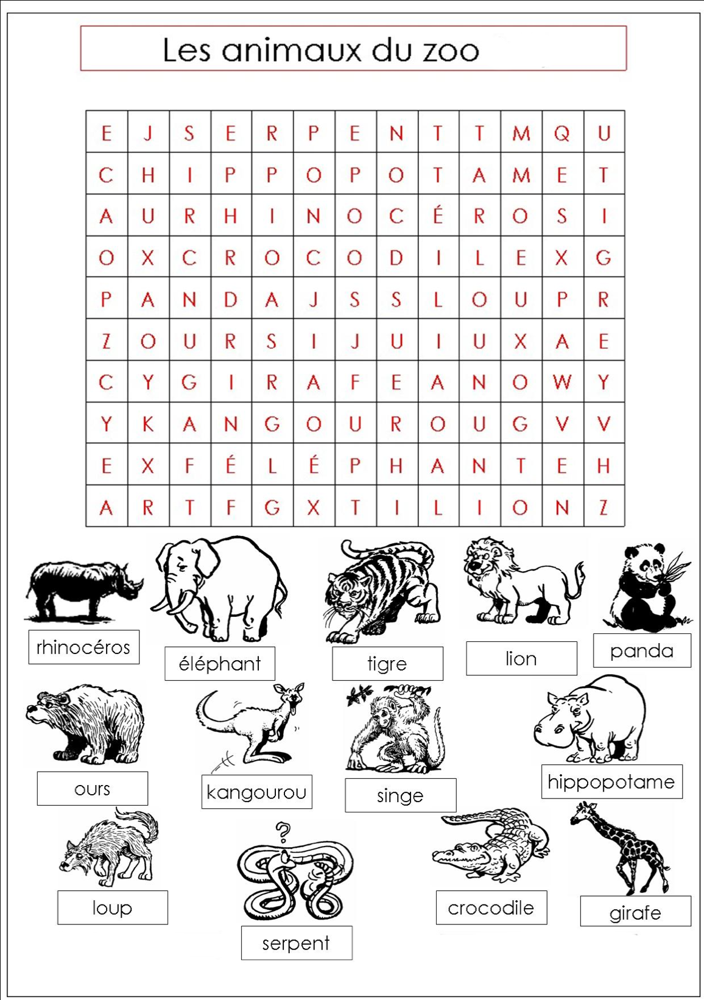 Les animaux du zoo
E J S E R P E N T T M Q U
C H I P P O P O T A M E T
A U R H I N O C É R O S I
O X C R O C O D I L E X G
P A N D A J S S L O U P R
Z O U R S I J U I U X A E
C Y G I R A F E A N O W Y
Y K A N G O U R O U G V V
E X F É L É P H A N T E H
A R T F G X T I L I O N Z
rhinocéros
éléphant
tigre
lion
panda
ours
kangourou
singe
hippopotame
?
loup
serpent
crocodile
girafe